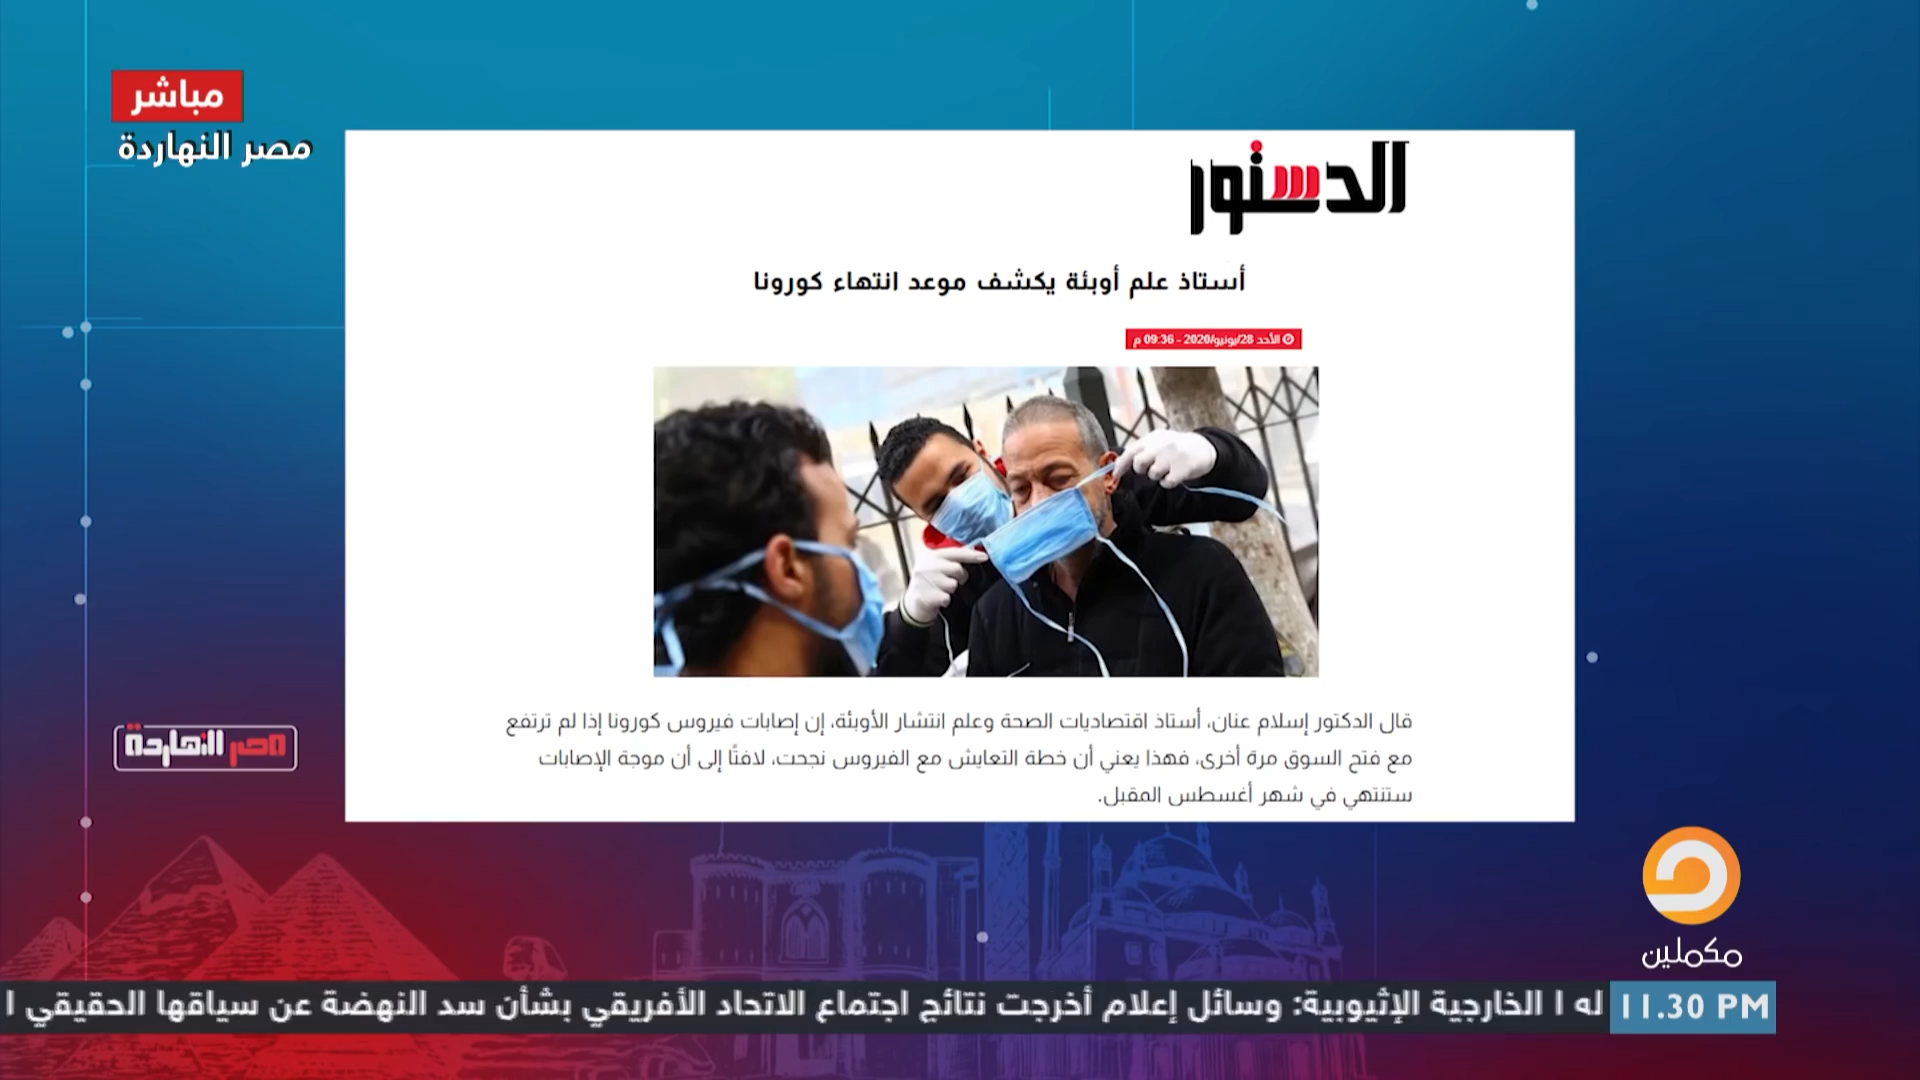 مباشر
مصر النهاردة
الدستور
أستاذ علم أوبئة يكشف موعد انتهاء كورونا
الأحد 28/يونيو/2020 - 09:36 م
قال الدكتور إسلام عنان، أستاذ اقتصاديات الصحة وعلم انتشار الأوبئة، إن إصابات فيروس كورونا إذا لم ترتفع
مع فتح السوق مرة أخرى، فهذا يعني أن خطة التعايش مع الفيروس نجحت، لافتًا إلى أن موجة الإصابات
ستنتهي في شهر أغسطس المقبل.
مصر النهاردة
مكملين
له ا الخارجية الإثيوبية: وسائل إعلام أخرجت نتائج اجتماع الاتحاد الأفريقي بشأن سد النهضة عن سياقها الحقيقي ا
11.30 PM